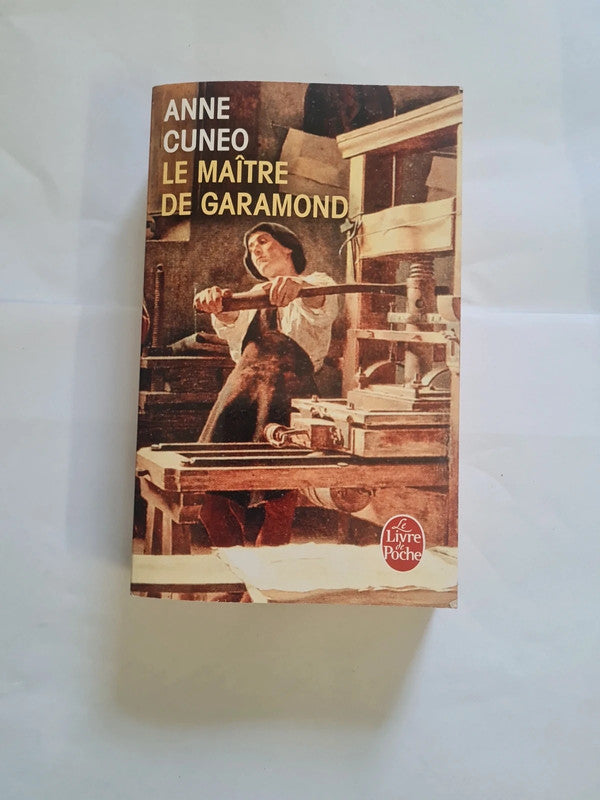 ANNE
CUNEO
LE MAÎTRE
DE GARAMOND
Le
Livre
de
Poche